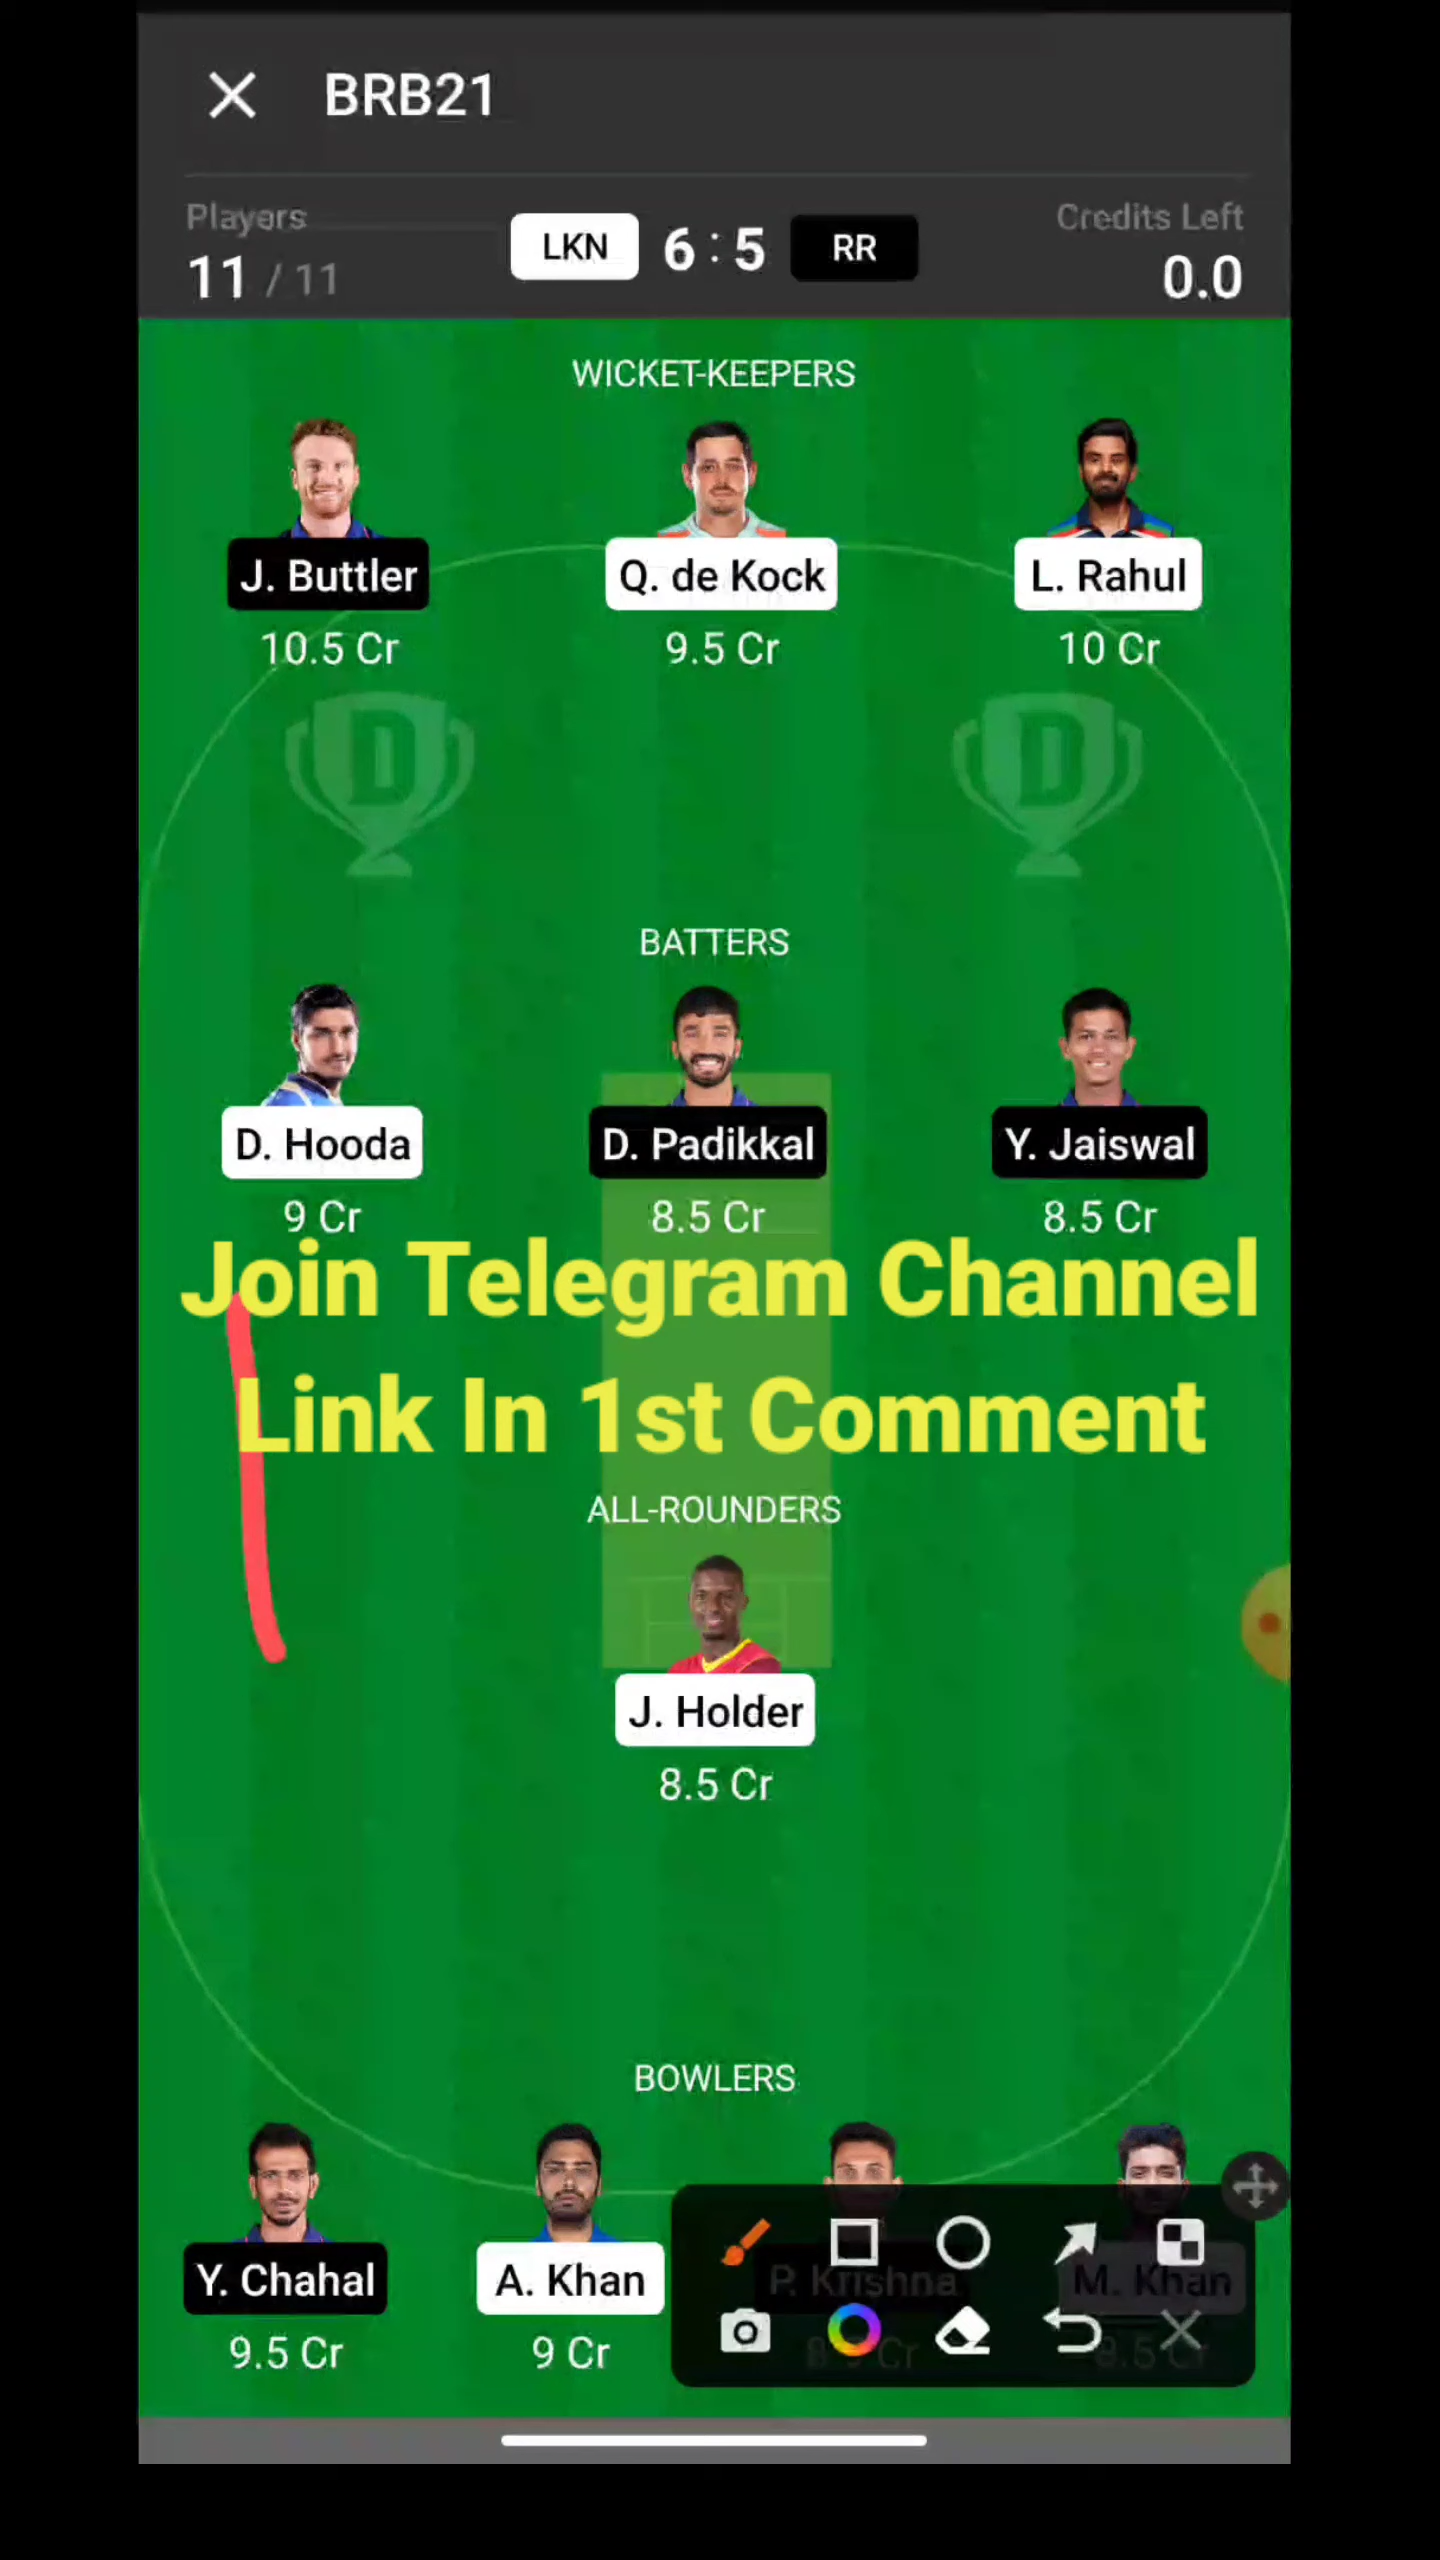 BRB21
Players
Credits Left
11 / 11
LKN 6 : 5 RR
0.0
WICKET-KEEPERS
J. Buttler
Q. de Kock
L. Rahul
10.5 Cr
9.5 Cr
10 Cr
D
D
BATTERS
D. Hooda
D. Padikkal
Y. Jaiswal
9 Cr
8.5 Cr
8.5 Cr
Join Telegram Channel
Link In 1st Comment
ALL-ROUNDERS
J. Holder
8.5 Cr
BOWLERS
Y. Chahal
A. Khan
P. Krishna
M. Khan
9.5 Cr
9 Cr
8.5 Cr